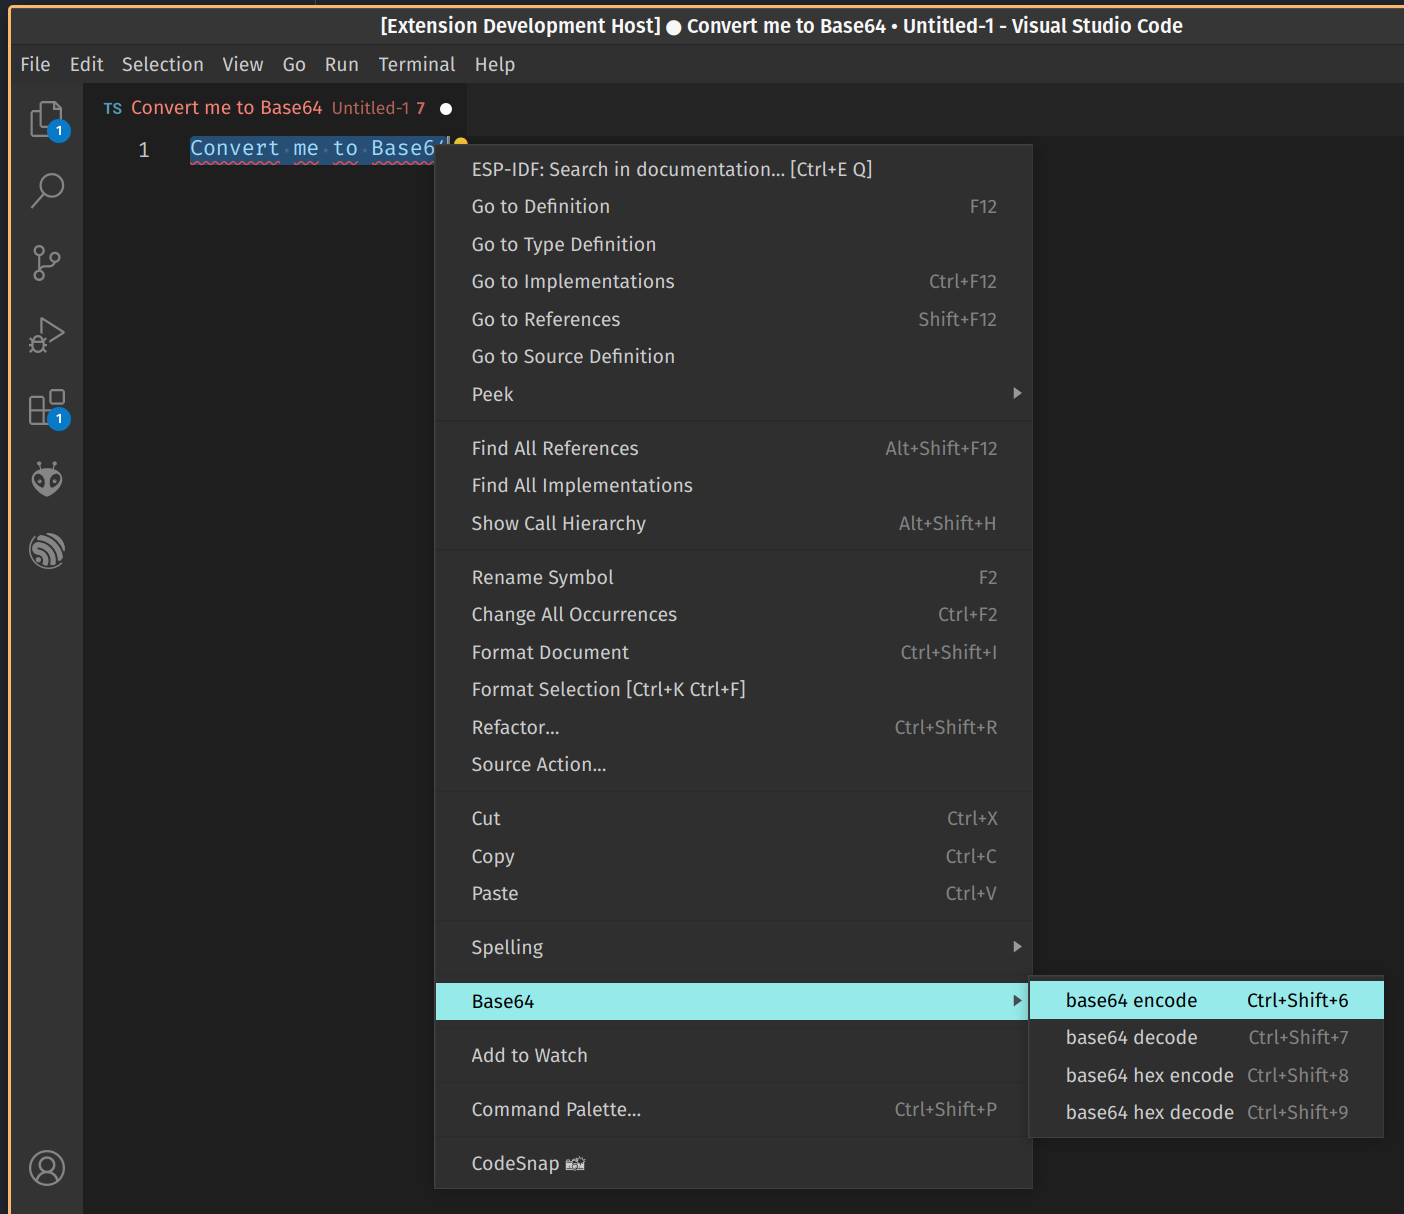 [Extension Development Host] ● Convert me to Base64 • Untitled-1 - Visual Studio Code
File Edit Selection View Go Run Terminal Help
TS Convert me to Base64 Untitled-1 7 ●
1
1 Convert·me·to·Base64
ESP-IDF: Search in documentation... [Ctrl+E Q]
Go to Definition F12
Go to Type Definition
Go to Implementations Ctrl+F12
Go to References Shift+F12
Go to Source Definition
Peek
1
Find All References Alt+Shift+F12
Find All Implementations
Show Call Hierarchy Alt+Shift+H
Rename Symbol F2
Change All Occurrences Ctrl+F2
Format Document Ctrl+Shift+I
Format Selection [Ctrl+K Ctrl+F]
Refactor... Ctrl+Shift+R
Source Action...
Cut Ctrl+X
Copy Ctrl+C
Paste Ctrl+V
Spelling
Base64
base64 encode Ctrl+Shift+6
base64 decode Ctrl+Shift+7
base64 hex encode Ctrl+Shift+8
base64 hex decode Ctrl+Shift+9
Add to Watch
Command Palette... Ctrl+Shift+P
CodeSnap 📸